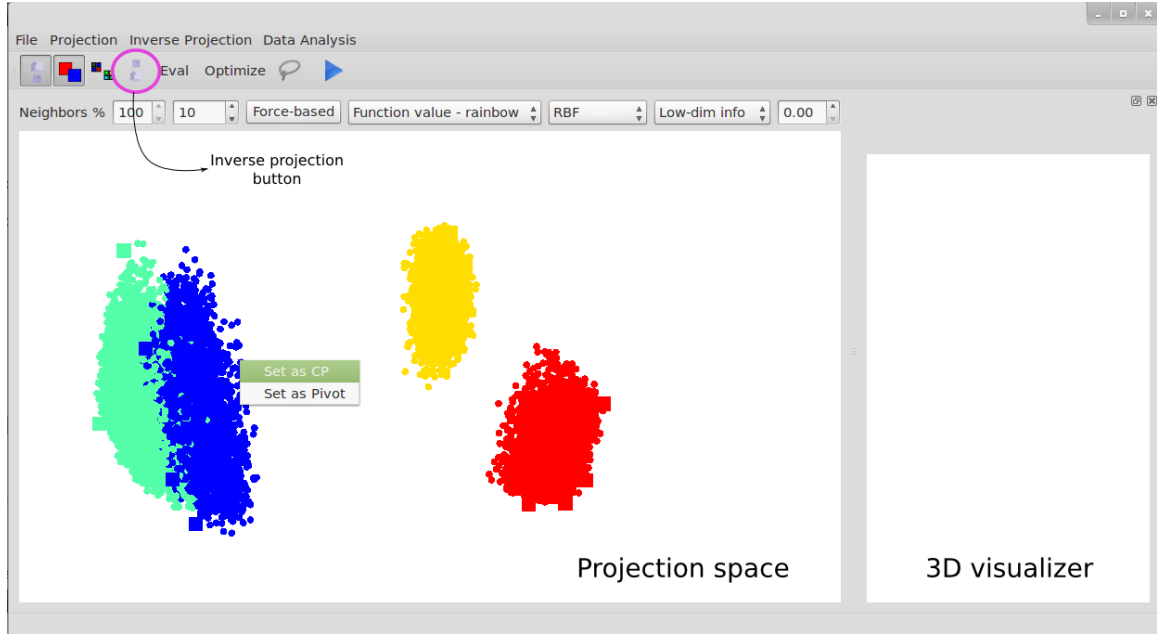 File Projection Inverse Projection Data Analysis
Eval Optimize
Neighbors % 100 10 Force-based Function value - rainbow RBF Low-dim info 0.00
Inverse projection
button
Set as CP
Set as Pivot
Projection space
3D visualizer